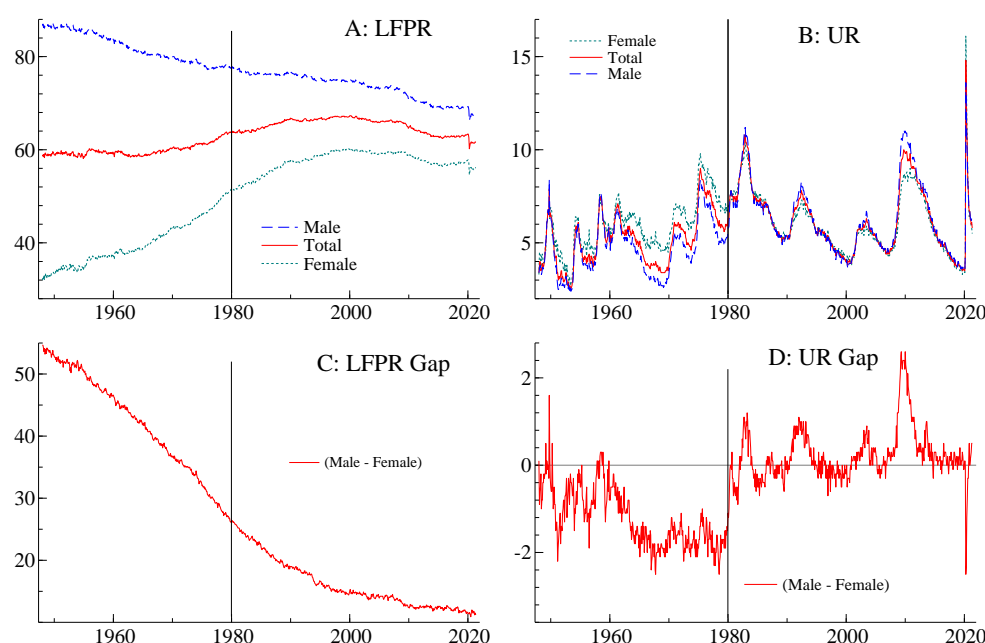 A: LFPR
80
60
40
Male
Total
Female
1960 1980 2000 2020
B: UR
Female
Total
Male
15
10
5
1960 1980 2000 2020
C: LFPR Gap
50
40
30
20
(Male - Female)
1960 1980 2000 2020
D: UR Gap
2
0
-2
(Male - Female)
1960 1980 2000 2020